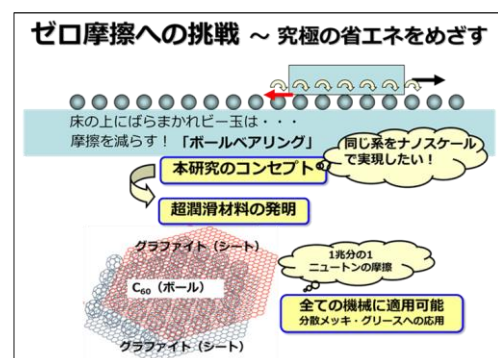 ゼロ摩擦への挑戦 ～ 究極の省エネをめざす
床の上にばらまかれビー玉は・・・
摩擦を減らす！「ボールベアリング」
同じ系をナノスケール
で実現したい！
本研究のコンセプト
超潤滑材料の発明
グラファイト（シート）
C₆₀（ボール）
グラファイト（シート）
1兆分の1
ニュートンの摩擦
全ての機械に適用可能
分散メッキ・グリースへの応用